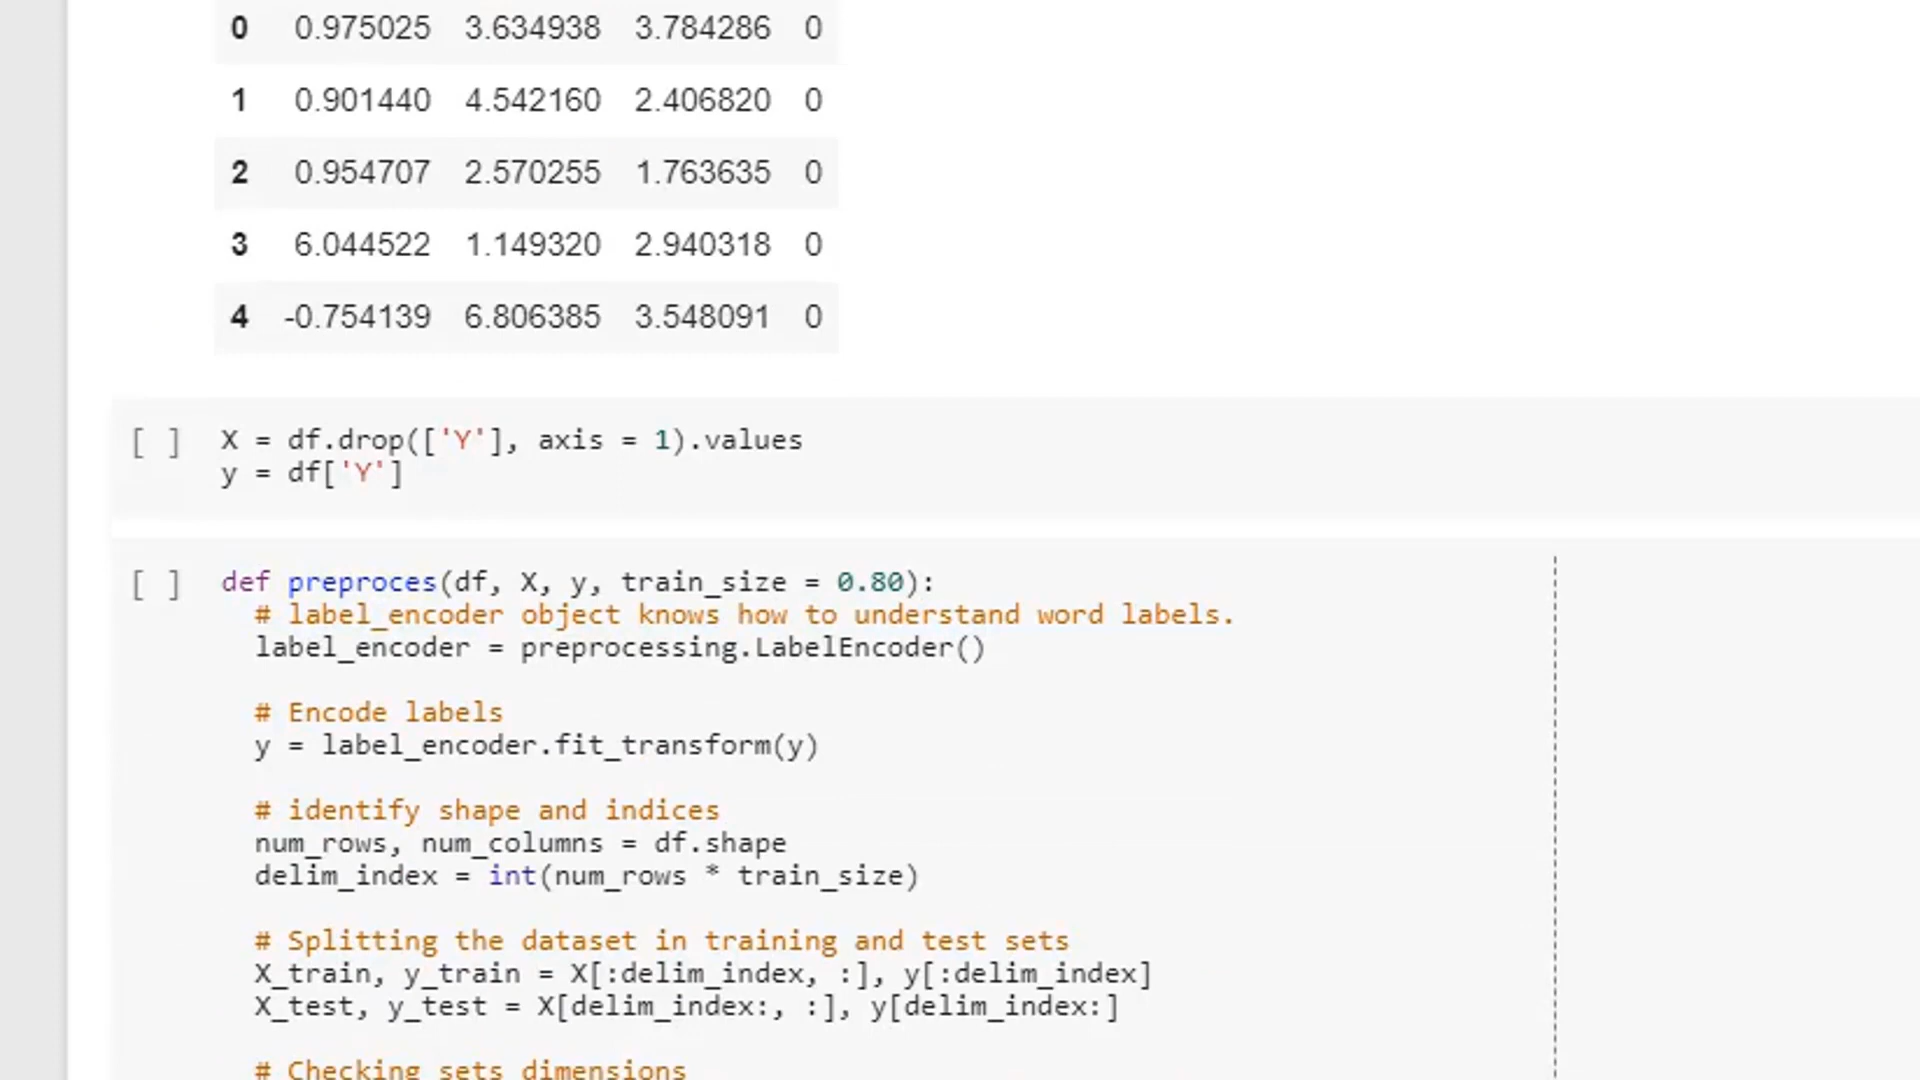 0 0.975025 3.634938 3.784286 0
1 0.901440 4.542160 2.406820 0
2 0.954707 2.570255 1.763635 0
3 6.044522 1.149320 2.940318 0
4 -0.754139 6.806385 3.548091 0
[ ] X = df.drop(['Y'], axis = 1).values
y = df['Y']
[ ] def preproces(df, X, y, train_size = 0.80):
# label_encoder object knows how to understand word labels.
label_encoder = preprocessing.LabelEncoder()
# Encode labels
y = label_encoder.fit_transform(y)
# identify shape and indices
num_rows, num_columns = df.shape
delim_index = int(num_rows * train_size)
# Splitting the dataset in training and test sets
X_train, y_train = X[:delim_index, :], y[:delim_index]
X_test, y_test = X[delim_index:, :], y[delim_index:]
# Checking sets dimensions